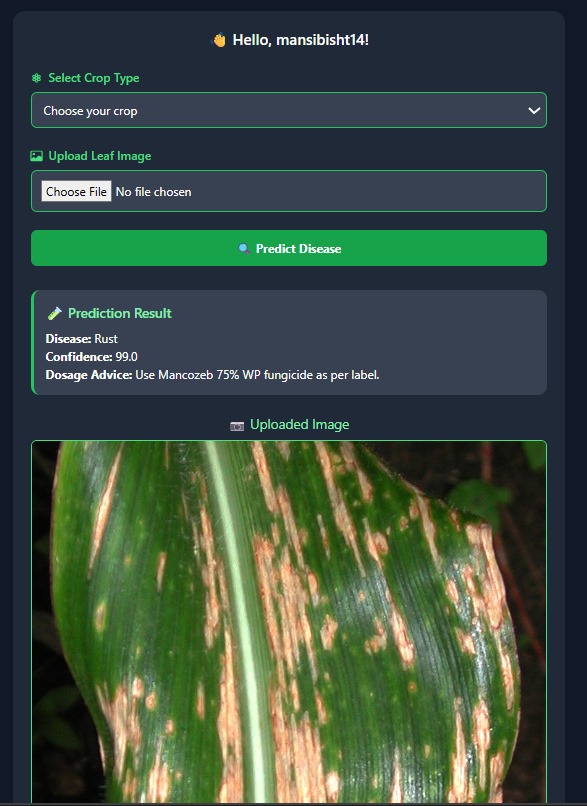 👋 Hello, mansibisht14!
Select Crop Type
Choose your crop
Upload Leaf Image
Choose File No file chosen
🔍 Predict Disease
🧪 Prediction Result
Disease: Rust
Confidence: 99.0
Dosage Advice: Use Mancozeb 75% WP fungicide as per label.
📷 Uploaded Image